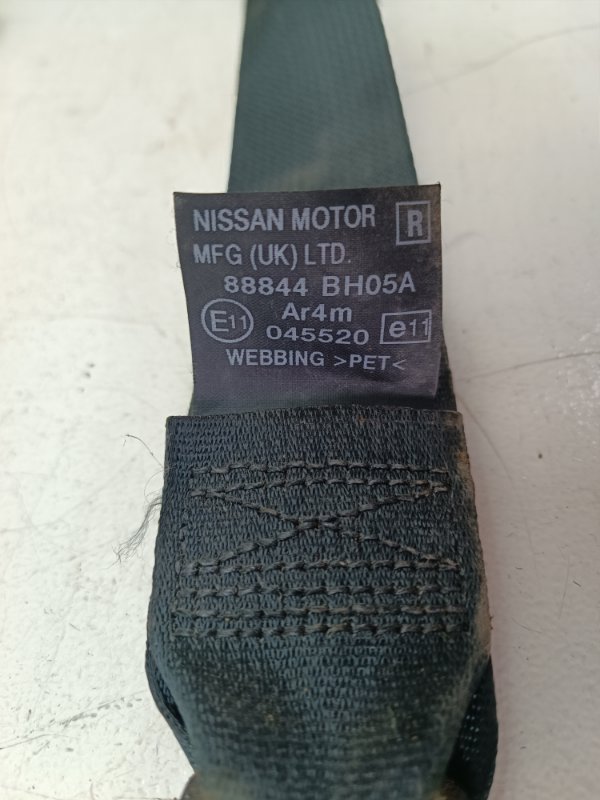 NISSAN MOTOR R
MFG (UK) LTD.
88844 BH05A
E11 Ar4m e11
045520
WEBBING >PET<